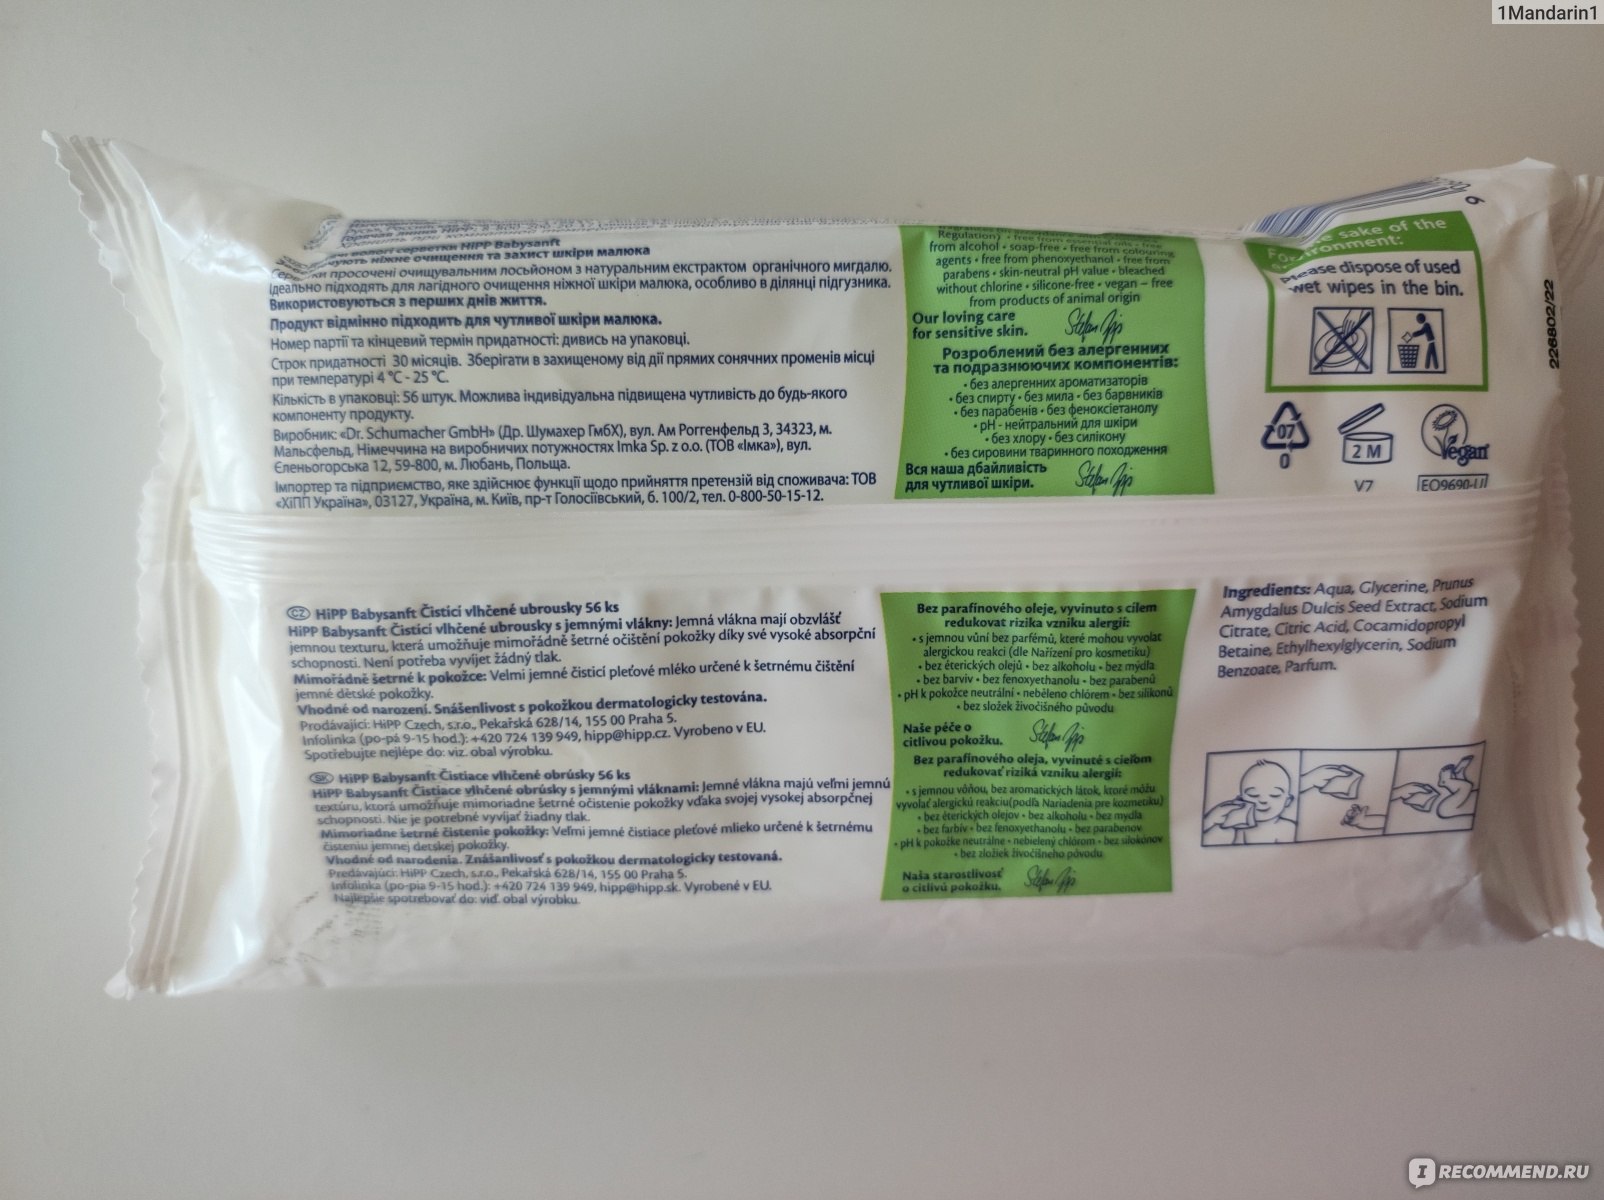 1Mandarin1
серветки HiPP Babysanft
ніжне очищення та захист шкіри малюка
просочені очищувальним лосьйоном з натуральним екстрактом органічного мигдалю.
Ідеально підходять для лагідного очищення ніжної шкіри малюка, особливо в ділянці підгузника.
Використовуються з перших днів життя.
Продукт відмінно підходить для чутливої шкіри малюка.
Номер партії та кінцевий термін придатності: дивись на упаковці.
Строк придатності 30 місяців. Зберігати в захищеному від дії прямих сонячних променів місці
при температурі 4 °C - 25 °C.
Кількість в упаковці: 56 штук. Можлива індивідуальна підвищена чутливість до будь-якого
компоненту продукту.
Виробник: «Dr. Schumacher GmbH» (Др. Шумахер ГмбХ), вул. Ам Роггенфельд 3, 34323, м.
Мальсфельд, Німеччина на виробничих потужностях Imka Sp. z o.o. (ТОВ «Імка»), вул.
Єленьогорська 12, 59-800, м. Любань, Польща.
Імпортер та підприємство, яке здійснює функції щодо прийняття претензій від споживача: ТОВ
«ХіПП Україна», 03127, Україна, м. Київ, пр-т Голосіївський, б. 100/2, тел. 0-800-50-15-12.
Regulation) • free from essential oils • free
from alcohol • soap-free • free from colouring
agents • free from phenoxyethanol • free from
parabens • skin-neutral pH value • bleached
without chlorine • silicone-free • vegan – free
from products of animal origin
Our loving care
for sensitive skin.
Розроблений без алергенних
та подразнюючих компонентів:
• без алергенних ароматизаторів
• без спирту • без мила • без барвників
• без парабенів • без феноксіетанолу
• pH - нейтральний для шкіри
• без хлору • без силікону
• без сировини тваринного походження
Вся наша дбайливість
для чутливої шкіри.
sake of the
Please dispose of used
wet wipes in the bin.
226802/22
07
0
2 M
Vegan
V7
EO9690-LI
CZ HiPP Babysanft Čisticí vlhčené ubrousky 56 ks
HiPP Babysanft Čisticí vlhčené ubrousky s jemnými vlákny: Jemná vlákna mají obzvlášť
jemnou texturu, která umožňuje mimořádně šetrné očištění pokožky díky své vysoké absorpční
schopnosti. Není potřeba vyvíjet žádný tlak.
Mimořádně šetrné k pokožce: Velmi jemné čisticí pleťové mléko určené k šetrnému čištění
jemné dětské pokožky.
Vhodné od narození. Snášenlivost s pokožkou dermatologicky testována.
Prodávající: HiPP Czech, s.r.o., Pekařská 628/14, 155 00 Praha 5.
Infolinka (po-pá 9-15 hod.): +420 724 139 949, hipp@hipp.cz. Vyrobeno v EU.
Spotřebujte nejlépe do: viz. obal výrobku.
SK HiPP Babysanft Čistiace vlhčené obrúsky 56 ks
HiPP Babysanft Čistiace vlhčené obrúsky s jemnými vláknami: Jemné vlákna majú veľmi jemnú
textúru, ktorá umožňuje mimoriadne šetrné očistenie pokožky vďaka svojej vysokej absorpčnej
schopnosti. Nie je potrebné vyvíjať žiadny tlak.
Mimoriadne šetrné čistenie pokožky: Veľmi jemné čistiace pleťové mlieko určené k šetrnému
čisteniu jemnej detskej pokožky.
Vhodné od narodenia. Znášanlivosť s pokožkou dermatologicky testovaná.
Predávajúci: HiPP Czech, s.r.o., Pekařská 628/14, 155 00 Praha 5.
Infolinka (po-pia 9-15 hod.): +420 724 139 949, hipp@hipp.sk. Vyrobené v EU.
Najlepšie spotrebovať do: viď. obal výrobku.
Bez parafínového oleje, vyvinuto s cílem
redukovat rizika vzniku alergií:
• s jemnou vůní bez parfémů, které mohou vyvolat
alergickou reakci (dle Nařízení pro kosmetiku)
• bez éterických olejů • bez alkoholu • bez mýdla
• bez barviv • bez fenoxyethanolu • bez parabenů
• pH k pokožce neutrální • neběleno chlórem • bez silikonů
• bez složek živočišného původu
Naše péče o
citlivou pokožku.
Bez parafínového oleja, vyvinuté s cieľom
redukovať riziká vzniku alergií:
• s jemnou vôňou, bez aromatických látok, ktoré môžu
vyvolať alergickú reakciu(podľa Nariadenia pre kozmetiku)
• bez éterických olejov • bez alkoholu • bez mydla
• bez farbív • bez fenoxyethanolu • bez parabenov
• pH k pokožke neutrálne • nebielený chlórom • bez silokónov
• bez zložiek živočíšneho pôvodu
Naša starostlivosť
o citlivú pokožku.
Ingredients: Aqua, Glycerine, Prunus
Amygdalus Dulcis Seed Extract, Sodium
Citrate, Citric Acid, Cocamidopropyl
Betaine, Ethylhexylglycerin, Sodium
Benzoate, Parfum.
IRECOMMEND.RU